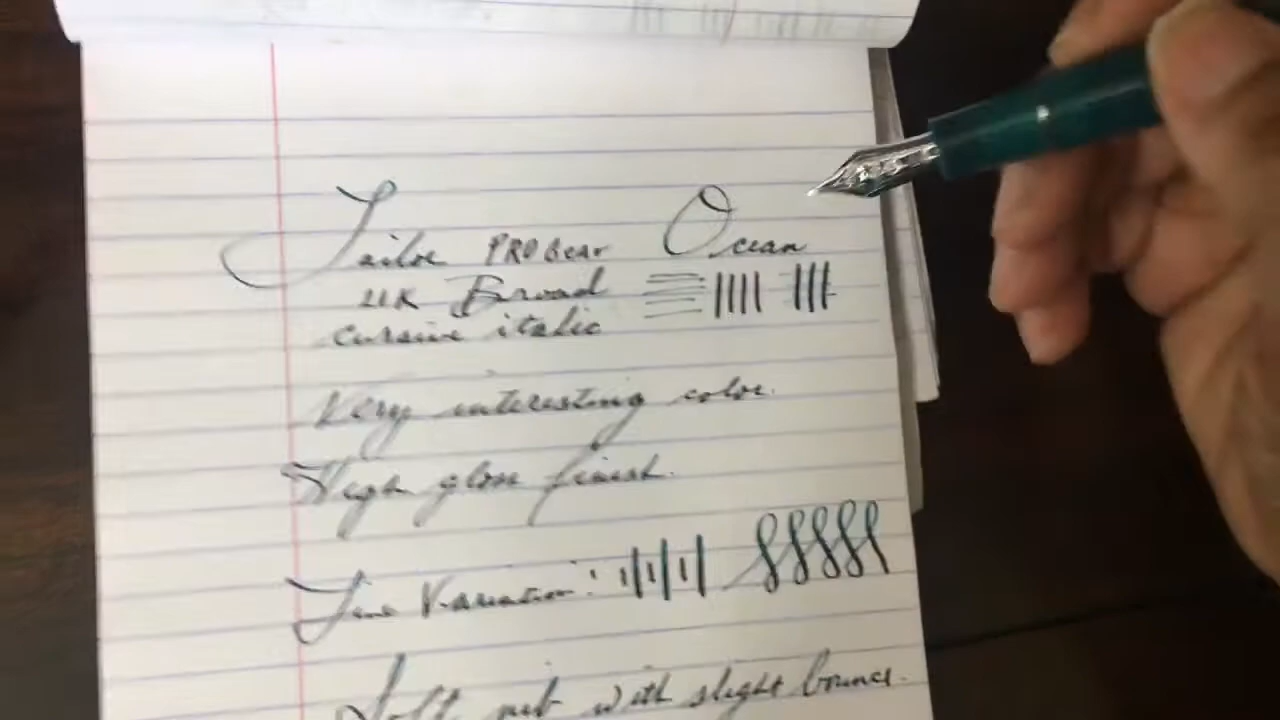 Sailor PRO Gear Ocean
21K Broad
cursive italic
Very interesting color.
High gloss finish.
Line Variation:
Soft nib with slight bounce.